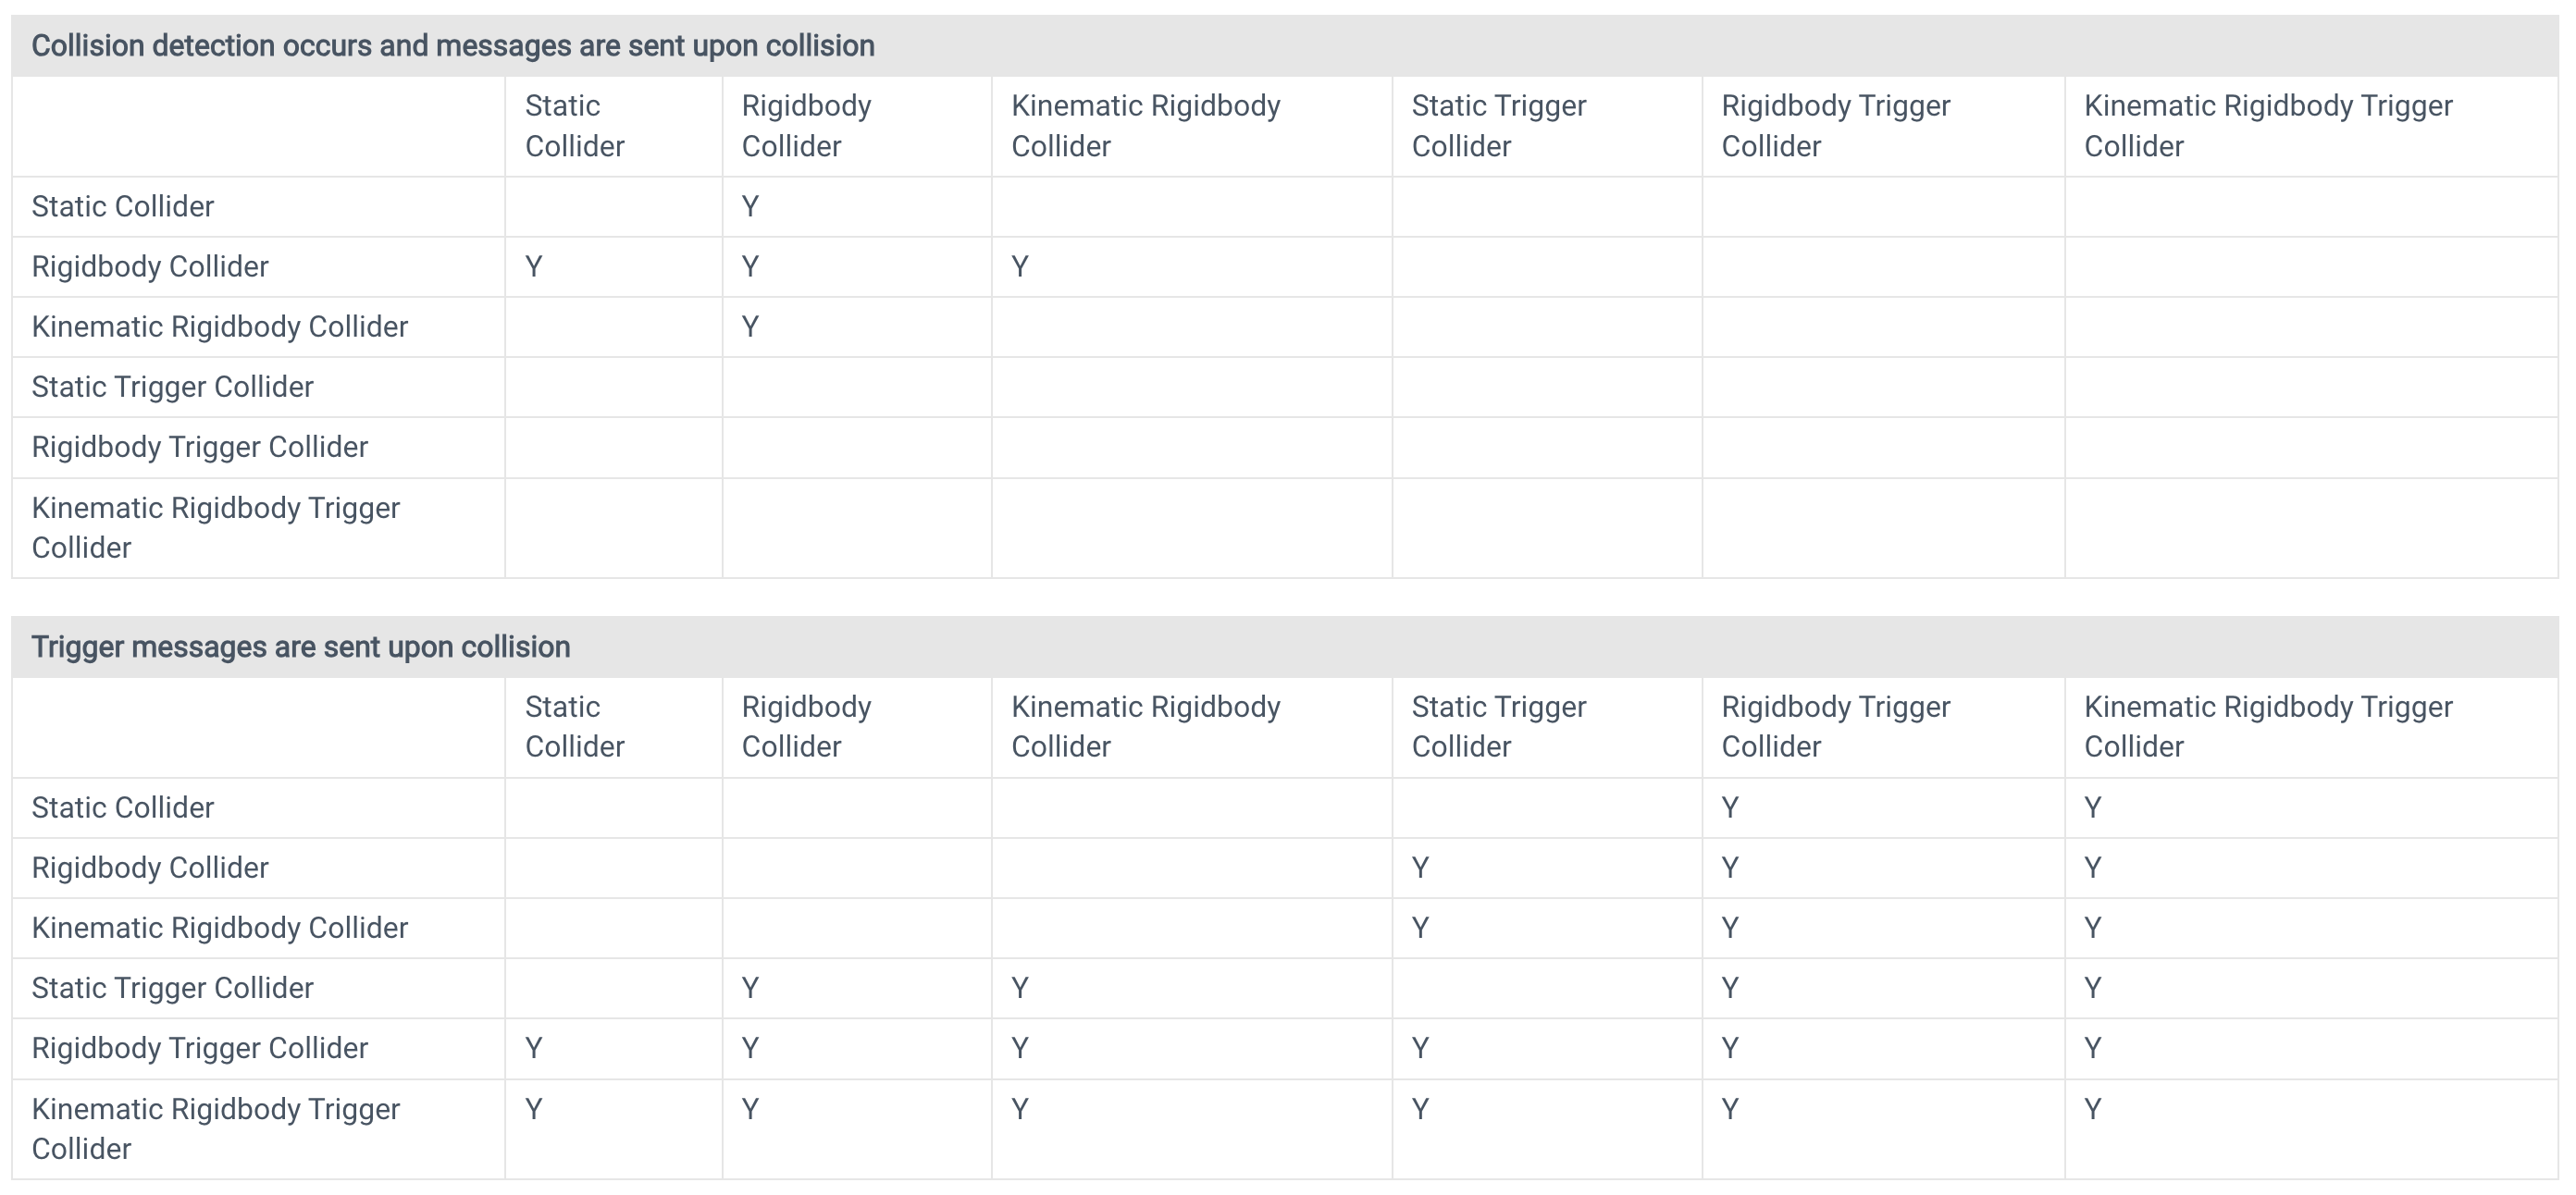 Collision detection occurs and messages are sent upon collision
Static Collider Rigidbody Collider Kinematic Rigidbody Collider Static Trigger Collider Rigidbody Trigger Collider Kinematic Rigidbody Trigger Collider
Static Collider Y
Rigidbody Collider Y Y Y
Kinematic Rigidbody Collider Y
Static Trigger Collider
Rigidbody Trigger Collider
Kinematic Rigidbody Trigger
Collider
Trigger messages are sent upon collision
Static Collider Rigidbody Collider Kinematic Rigidbody Collider Static Trigger Collider Rigidbody Trigger Collider Kinematic Rigidbody Trigger Collider
Static Collider Y Y
Rigidbody Collider Y Y Y
Kinematic Rigidbody Collider Y Y Y
Static Trigger Collider Y Y Y Y
Rigidbody Trigger Collider Y Y Y Y Y Y
Kinematic Rigidbody Trigger Y Y Y Y Y Y
Collider